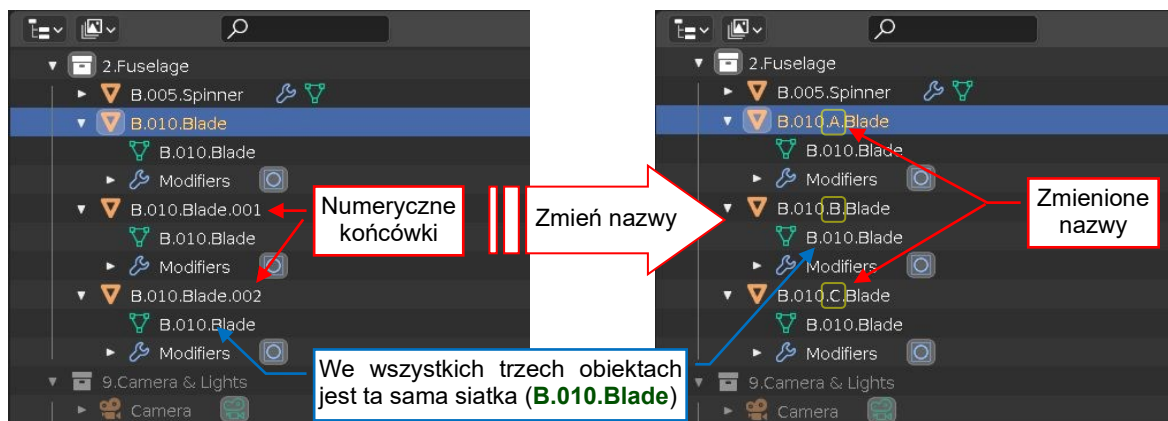 2.Fuselage
B.005.Spinner
B.010.Blade
B.010.Blade
Modifiers
B.010.Blade.001
B.010.Blade
Modifiers
B.010.Blade.002
B.010.Blade
Modifiers
9.Camera & Lights
Camera
Numeryczne
końcówki
Zmień nazwy
2.Fuselage
B.005.Spinner
B.010.A.Blade
B.010.Blade
Modifiers
B.010.B.Blade
B.010.Blade
Modifiers
B.010.C.Blade
B.010.Blade
Modifiers
9.Camera & Lights
Camera
Zmienione
nazwy
We wszystkich trzech obiektach
jest ta sama siatka (B.010.Blade)